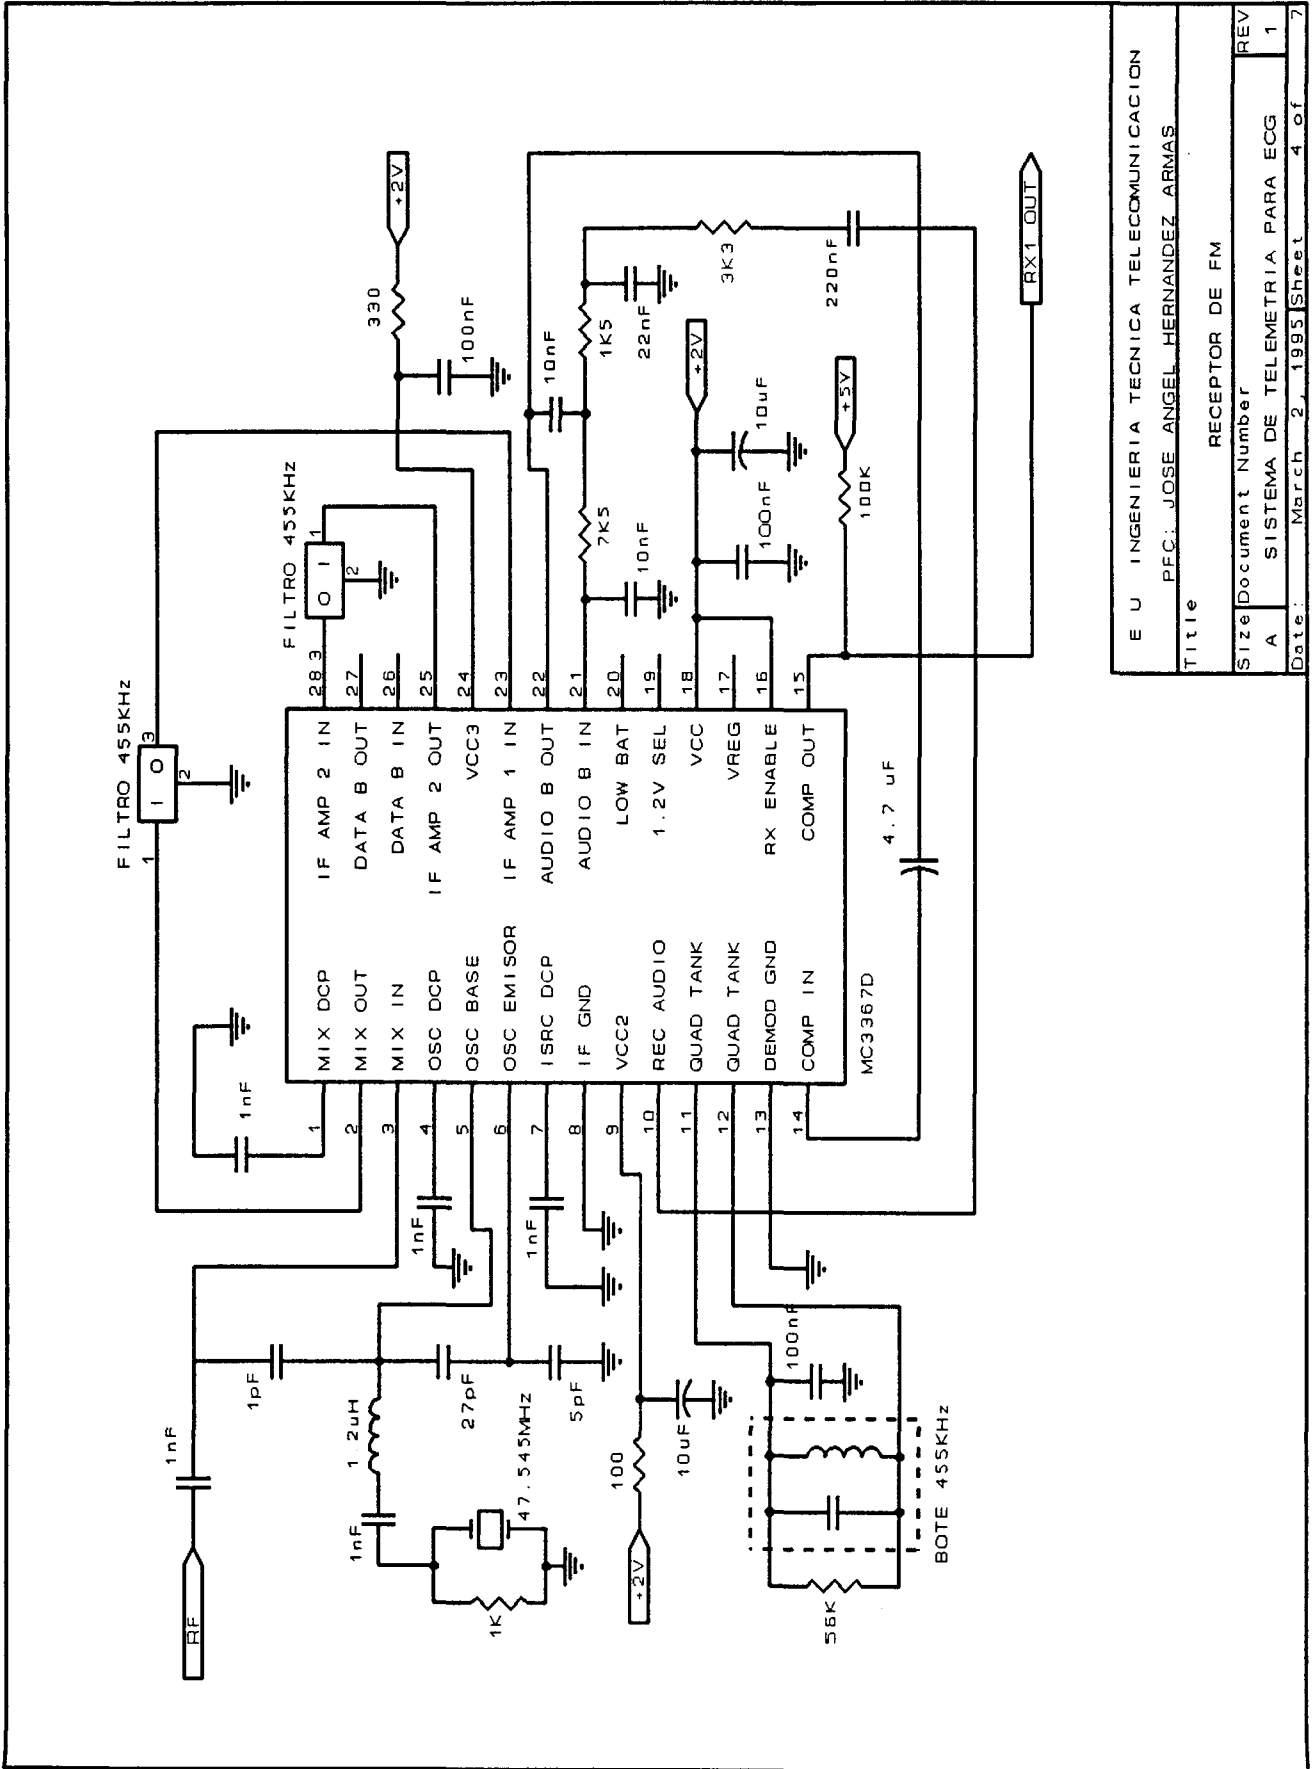 RF
1nF
1pF
1.2uH
27pF
5pF
1nF
1K
47.545MHz
1nF
1nF
1nF
100
+2V
10uF
100nF
56K
BOTE 455KHz
FILTRO 455KHz
1
I O
3
2
FILTRO 455KHz
3
O I
1
2
1 MIX DCP
2 MIX OUT
3 MIX IN
4 OSC DCP
5 OSC BASE
6 OSC EMISOR
7 ISRC DCP
8 IF GND
9 VCC2
10 REC AUDIO
11 QUAD TANK
12 QUAD TANK
13 DEMOD GND
14 COMP IN
IF AMP 2 IN 28
DATA B OUT 27
DATA B IN 26
IF AMP 2 OUT 25
VCC3 24
IF AMP 1 IN 23
AUDIO B OUT 22
AUDIO B IN 21
LOW BAT 20
1.2V SEL 19
VCC 18
VREG 17
RX ENABLE 16
COMP OUT 15
MC3367D
330
+2V
100nF
10nF
7K5
1K5
10nF
22nF
3K3
220nF
+2V
100nF
10uF
+5V
100K
4.7 uF
RX1 OUT
E U INGENIERIA TECNICA TELECOMUNICACION
PFC: JOSE ANGEL HERNANDEZ ARMAS
Title
RECEPTOR DE FM
Size Document Number REV
A SISTEMA DE TELEMETRIA PARA ECG 1
Date: March 2, 1995 Sheet 4 of 7